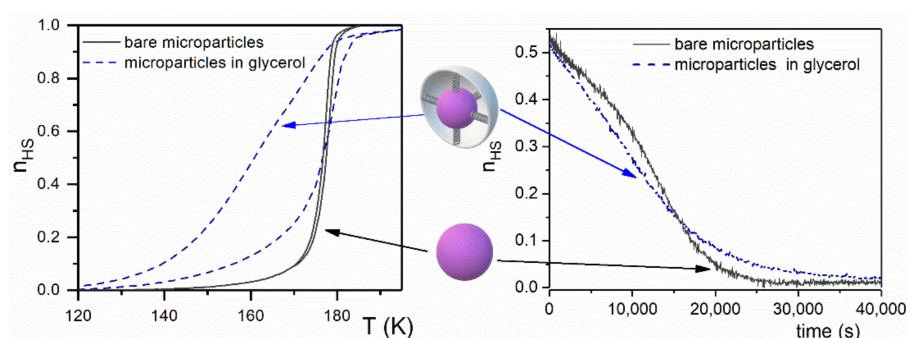 1.0
0.8
0.6
0.4
0.2
0.0
nHS
bare microparticles
microparticles in glycerol
120
140
160
180
T (K)
0.5
0.4
0.3
0.2
0.1
0.0
nHS
bare microparticles
microparticles in glycerol
0
10,000
20,000
30,000
40,000
time (s)